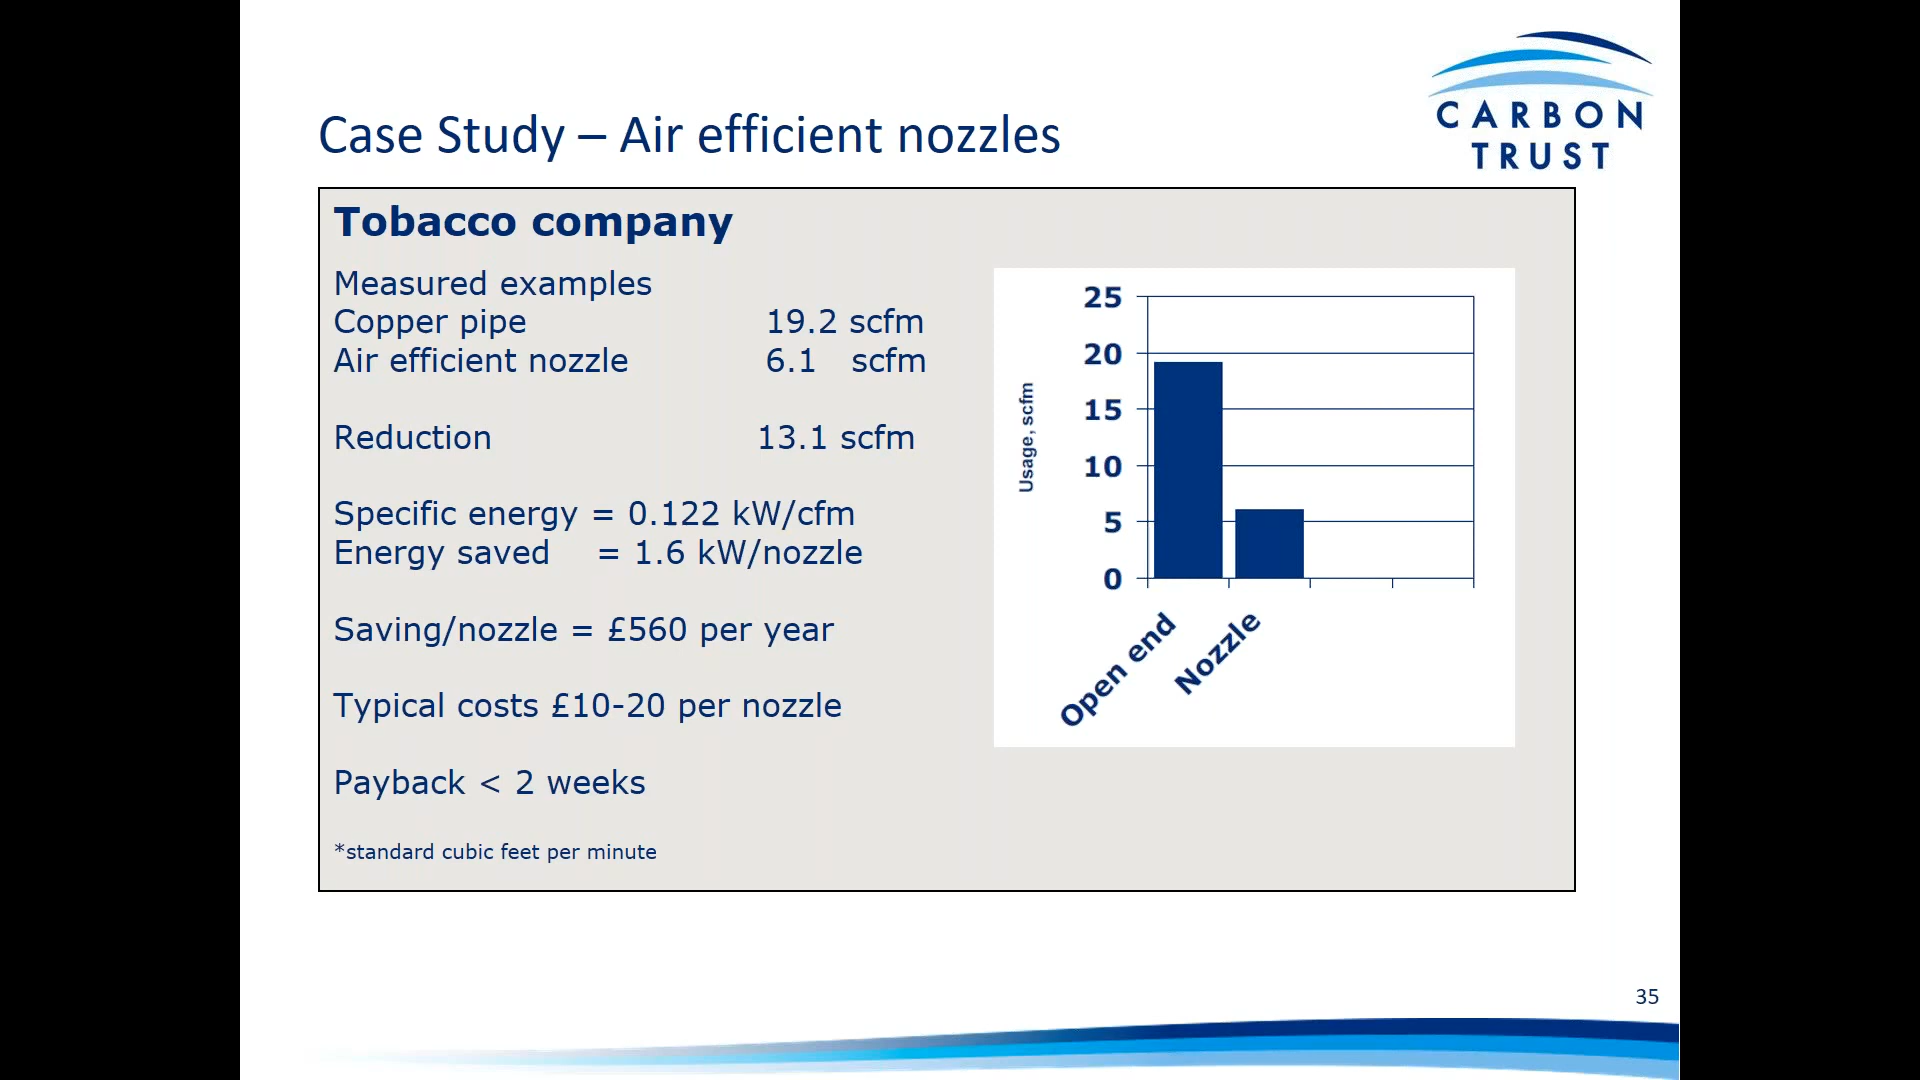 CARBON
TRUST
Case Study – Air efficient nozzles
Tobacco company
Measured examples
Copper pipe 19.2 scfm
Air efficient nozzle 6.1 scfm
Reduction 13.1 scfm
Specific energy = 0.122 kW/cfm
Energy saved = 1.6 kW/nozzle
Saving/nozzle = £560 per year
Typical costs £10-20 per nozzle
Payback < 2 weeks
*standard cubic feet per minute
Usage, scfm
25
20
15
10
5
0
Open end
Nozzle
35